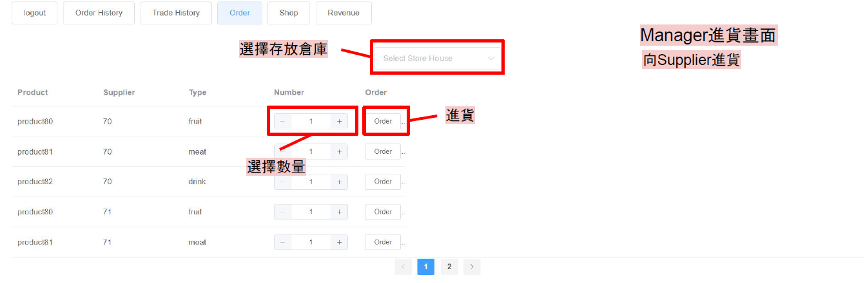 logout Order History Trade History Order Shop Revenue
Manager進貨畫面
向Supplier進貨
選擇存放倉庫
Select Store House
Product Supplier Type Number Order
product80 70 fruit - 1 + Order
進貨
product81 70 meat - 1 + Order
選擇數量
product82 70 drink - 1 + Order
product80 71 fruit - 1 + Order
product81 71 meat - 1 + Order
< 1 2 >